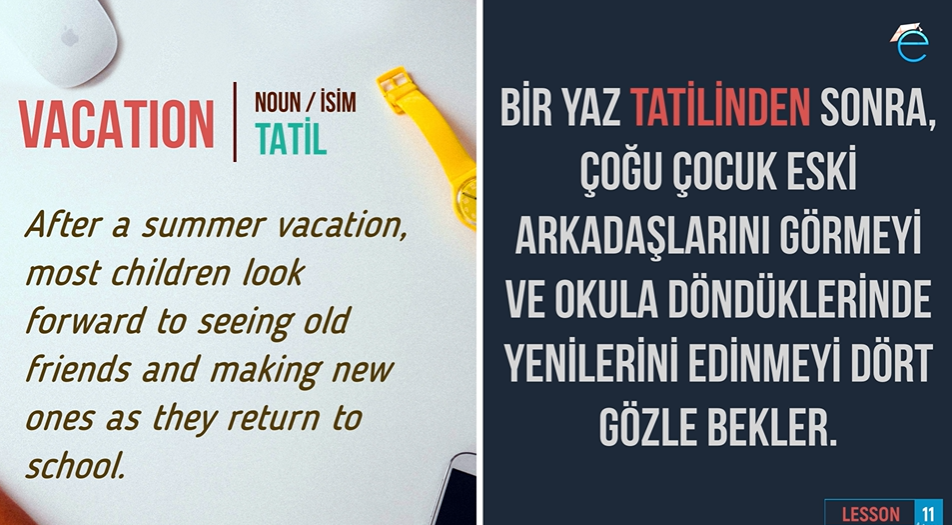 VACATION
NOUN / İSİM
TATİL
After a summer vacation,
most children look
forward to seeing old
friends and making new
ones as they return to
school.
BİR YAZ TATİLİNDEN SONRA,
ÇOĞU ÇOCUK ESKİ
ARKADAŞLARINI GÖRMEYİ
VE OKULA DÖNDÜKLERİNDE
YENİLERİNİ EDİNMEYİ DÖRT
GÖZLE BEKLER.
LESSON 11